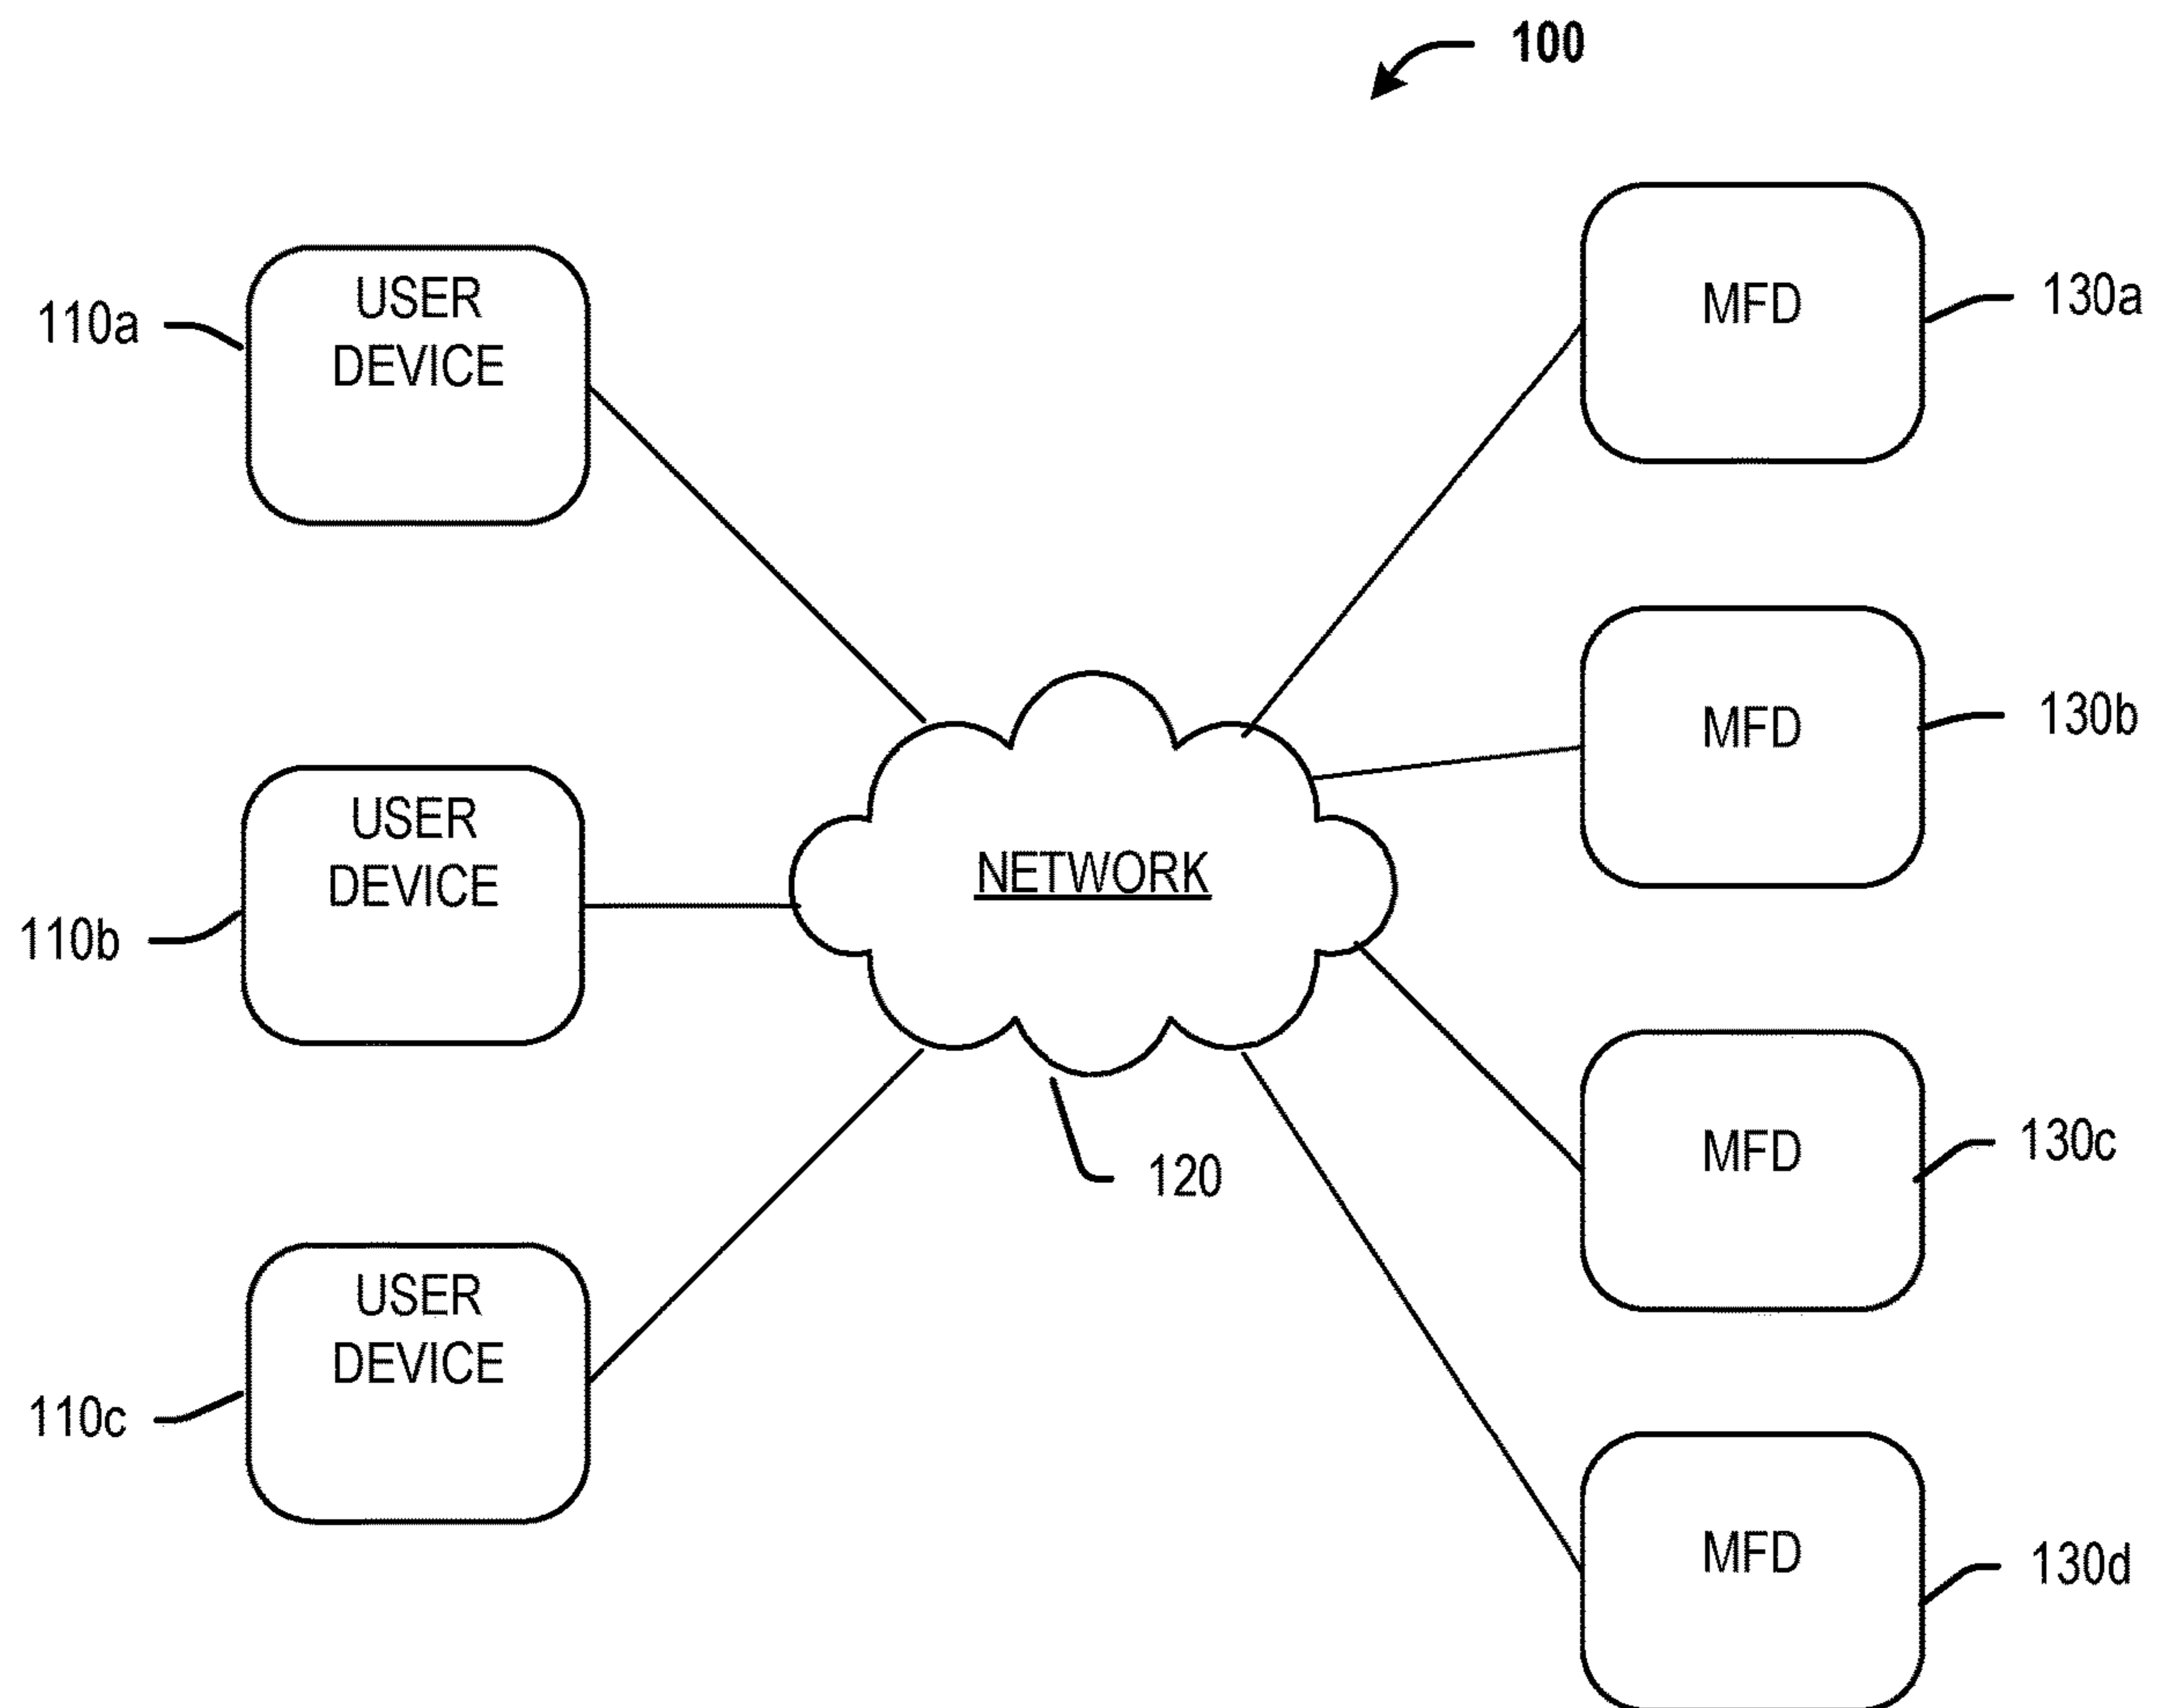 100
USER
DEVICE
110a
MFD
130a
MFD
130b
USER
DEVICE
110b
NETWORK
120
MFD
130c
USER
DEVICE
110c
MFD
130d